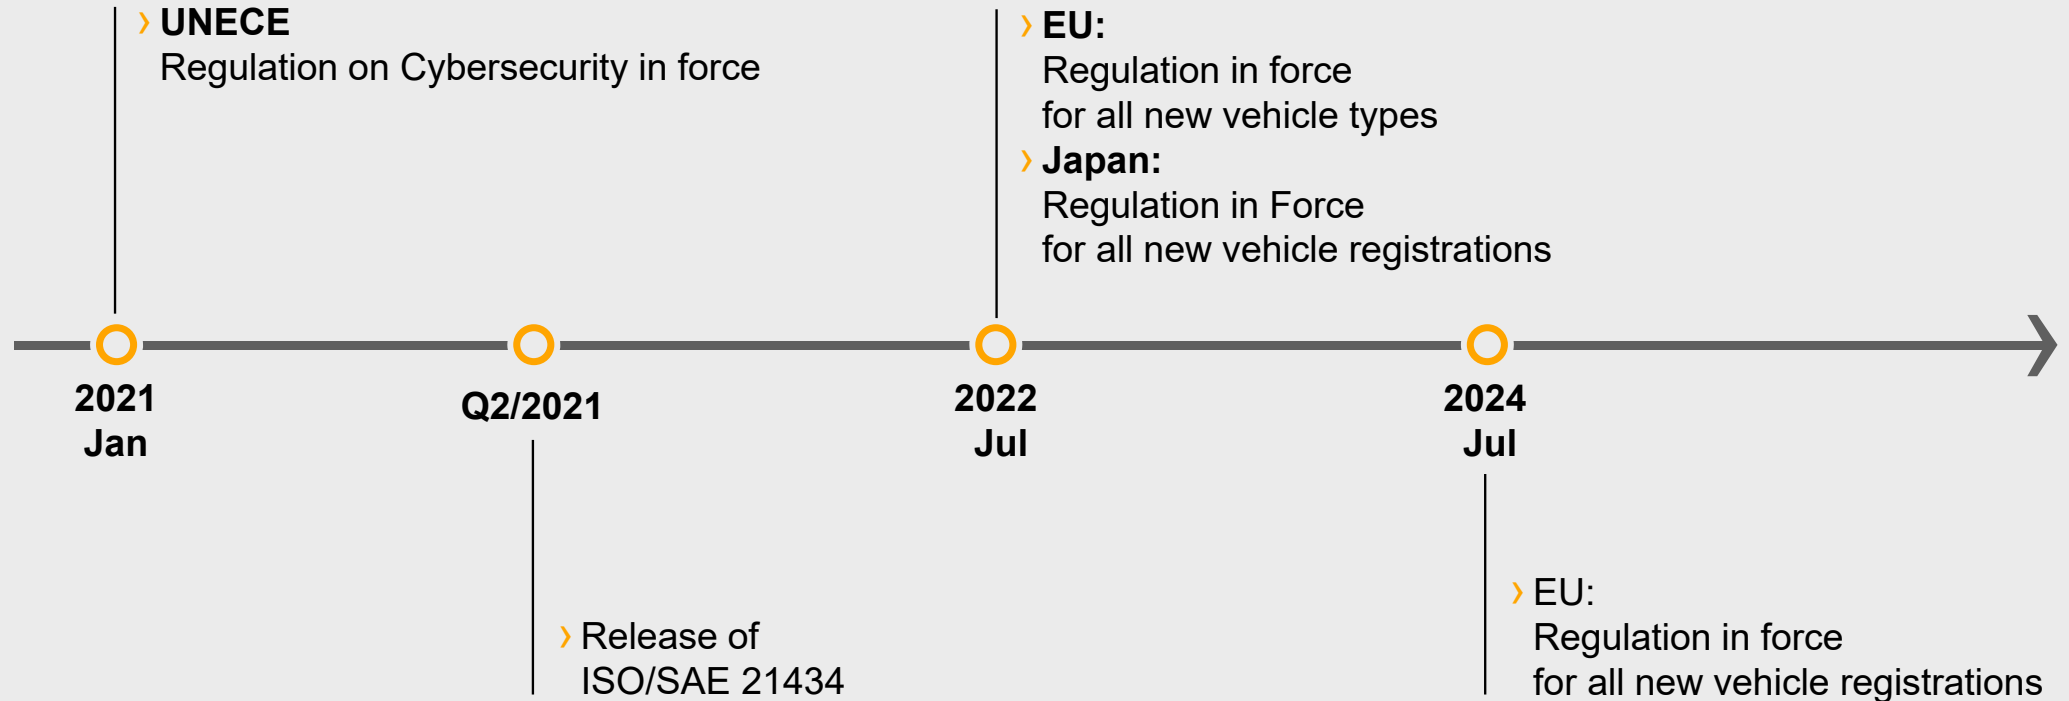 › UNECE
Regulation on Cybersecurity in force
› EU:
Regulation in force
for all new vehicle types
› Japan:
Regulation in Force
for all new vehicle registrations
2021
Jan
Q2/2021
2022
Jul
2024
Jul
› Release of
ISO/SAE 21434
› EU:
Regulation in force
for all new vehicle registrations